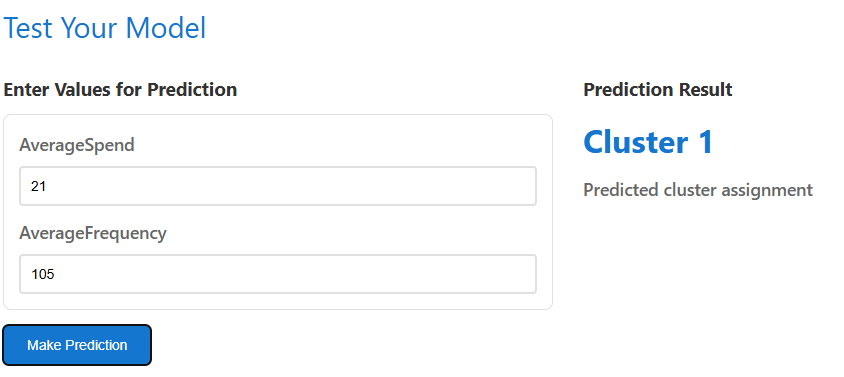 Test Your Model
Enter Values for Prediction
AverageSpend
21
AverageFrequency
105
Make Prediction
Prediction Result
Cluster 1
Predicted cluster assignment